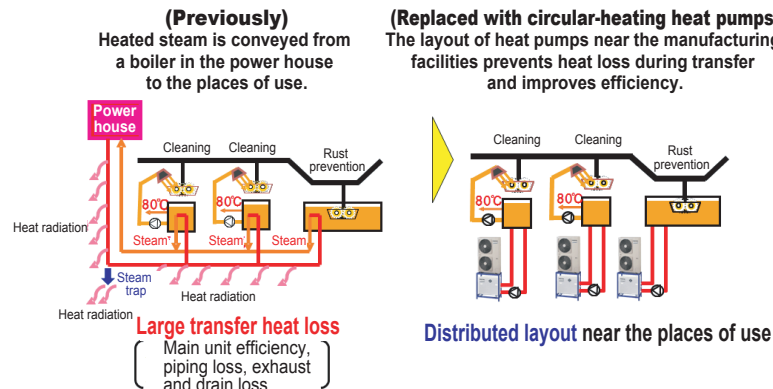 (Previously)
Heated steam is conveyed from
a boiler in the power house
to the places of use.
Power
house
Cleaning
Cleaning
Rust
prevention
80℃
80℃
Heat radiation
Steam
Steam
Steam
Steam
trap
Heat radiation
Heat radiation
Large transfer heat loss
Main unit efficiency,
piping loss, exhaust
and drain loss
(Replaced with circular-heating heat pumps
The layout of heat pumps near the manufacturing
facilities prevents heat loss during transfer
and improves efficiency.
Cleaning
Cleaning
Rust
prevention
80℃
80℃
Distributed layout near the places of use